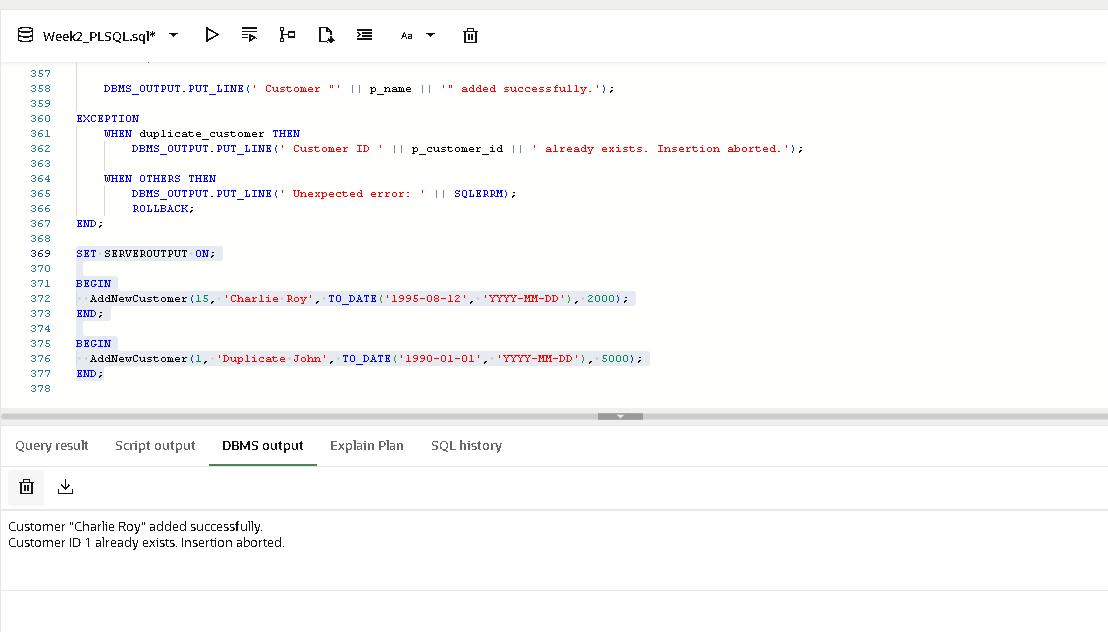 Week2_PLSQL.sql*
Aa
357
358 DBMS_OUTPUT.PUT_LINE(' Customer "' || p_name || '" added successfully.');
359
360 EXCEPTION
361 WHEN duplicate_customer THEN
362 DBMS_OUTPUT.PUT_LINE(' Customer ID ' || p_customer_id || ' already exists. Insertion aborted.');
363
364 WHEN OTHERS THEN
365 DBMS_OUTPUT.PUT_LINE(' Unexpected error: ' || SQLERRM);
366 ROLLBACK;
367 END;
368
369 SET SERVEROUTPUT ON;
370
371 BEGIN
372 AddNewCustomer(15, 'Charlie Roy', TO_DATE('1995-08-12', 'YYYY-MM-DD'), 2000);
373 END;
374
375 BEGIN
376 AddNewCustomer(1, 'Duplicate John', TO_DATE('1990-01-01', 'YYYY-MM-DD'), 5000);
377 END;
378
Query result Script output DBMS output Explain Plan SQL history
Customer "Charlie Roy" added successfully.
Customer ID 1 already exists. Insertion aborted.